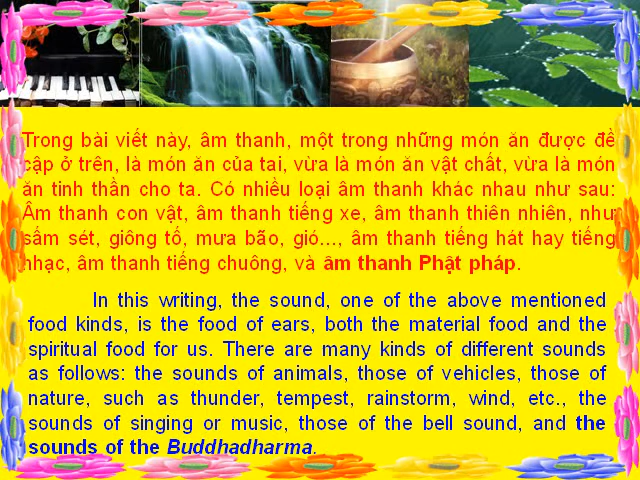 Trong bài viết này, âm thanh, một trong những món ăn được đề
cập ở trên, là món ăn của tai, vừa là món ăn vật chất, vừa là món
ăn tinh thần cho ta. Có nhiều loại âm thanh khác nhau như sau:
Âm thanh con vật, âm thanh tiếng xe, âm thanh thiên nhiên, như
sấm sét, giông tố, mưa bão, gió..., âm thanh tiếng hát hay tiếng
nhạc, âm thanh tiếng chuông, và âm thanh Phật pháp.
In this writing, the sound, one of the above mentioned
food kinds, is the food of ears, both the material food and the
spiritual food for us. There are many kinds of different sounds
as follows: the sounds of animals, those of vehicles, those of
nature, such as thunder, tempest, rainstorm, wind, etc., the
sounds of singing or music, those of the bell sound, and the
sounds of the Buddhadharma.